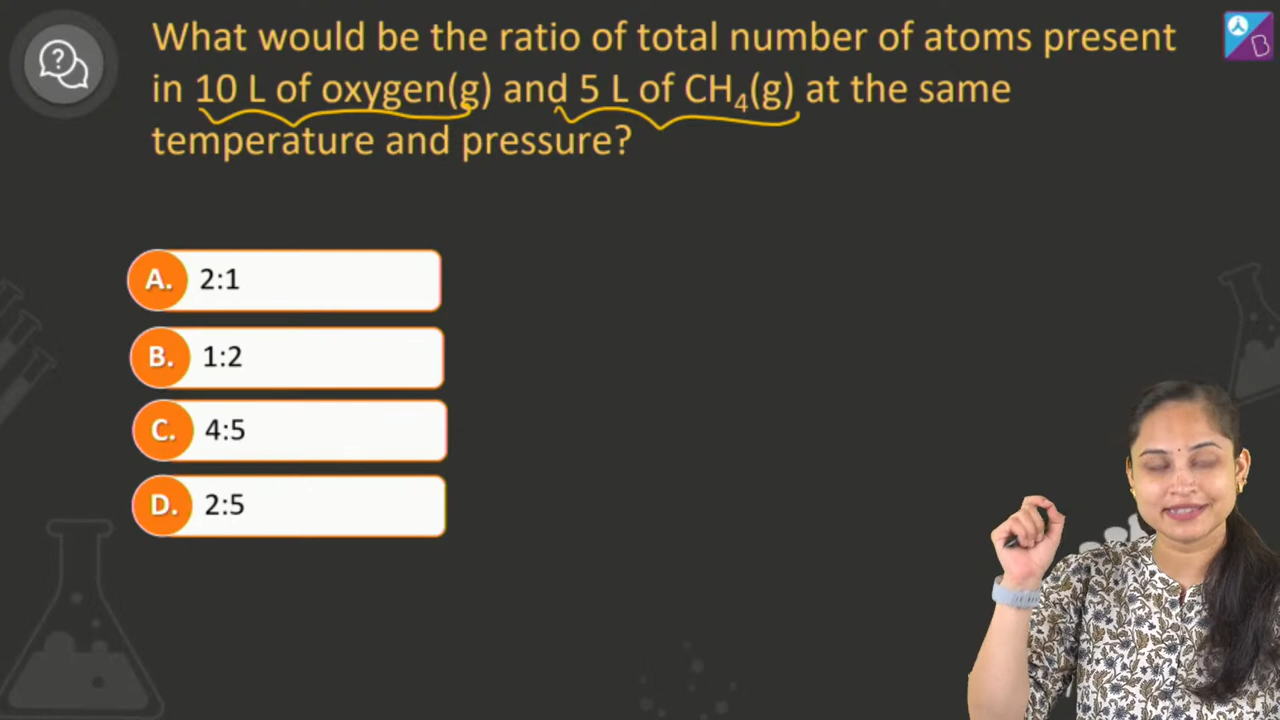 What would be the ratio of total number of atoms present
in 10 L of oxygen(g) and 5 L of CH₄(g) at the same
temperature and pressure?
A. 2:1
B. 1:2
C. 4:5
D. 2:5
B